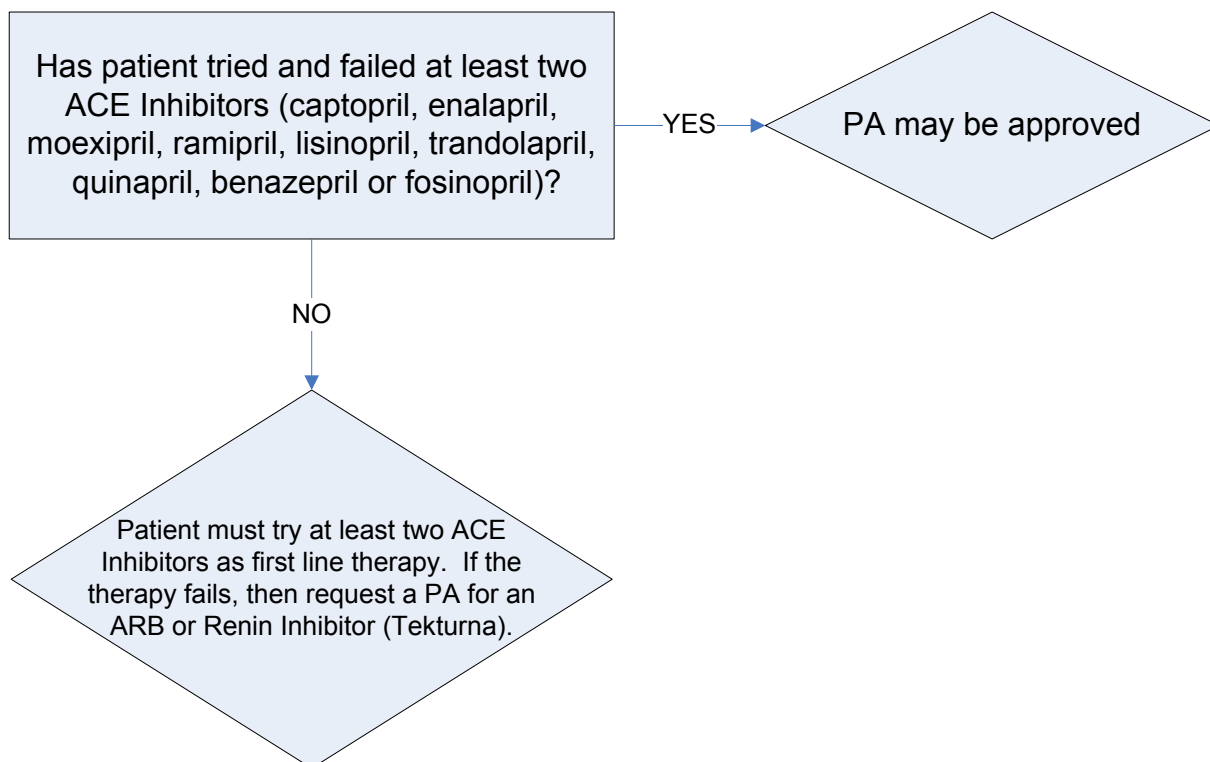 Has patient tried and failed at least two
ACE Inhibitors (captopril, enalapril,
moexipril, ramipril, lisinopril, trandolapril,
quinapril, benazepril or fosinopril)?
YES
PA may be approved
NO
Patient must try at least two ACE
Inhibitors as first line therapy.  If the
therapy fails, then request a PA for an
ARB or Renin Inhibitor (Tekturna).